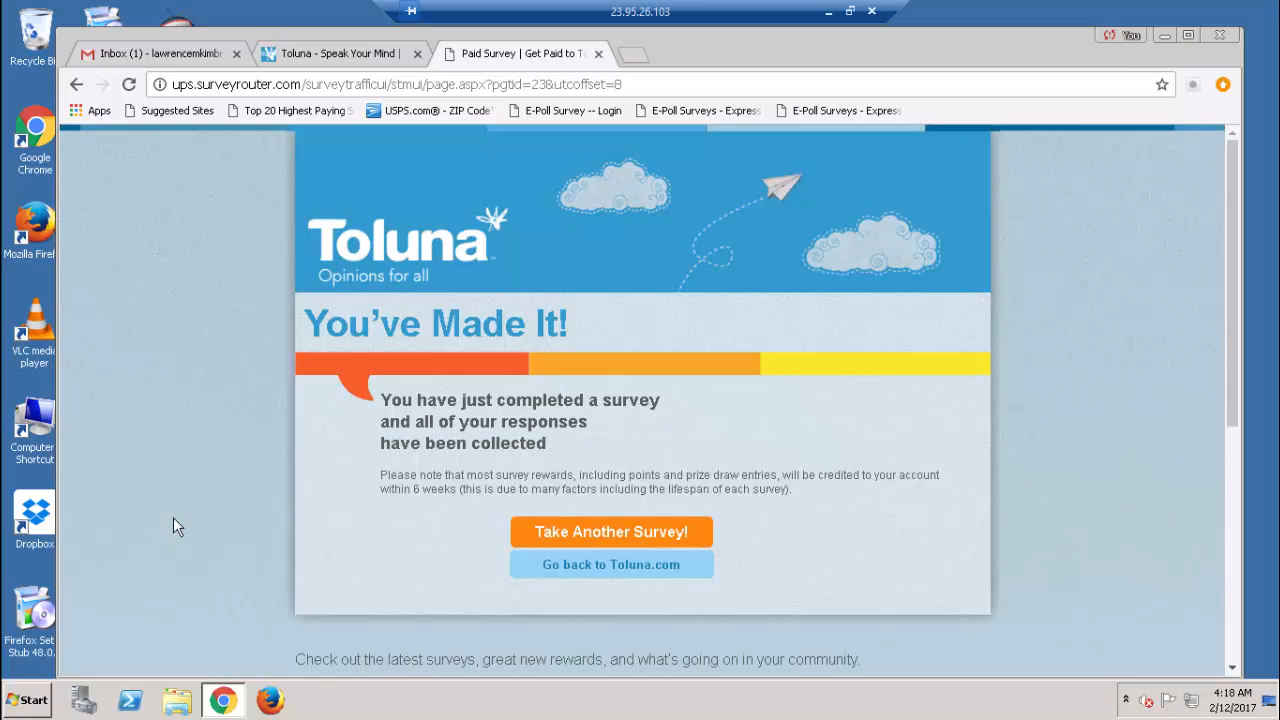 23.95.26.103
Recycle Bi
Inbox (1) - lawrencemkimbr
Toluna - Speak Your Mind |
Paid Survey | Get Paid to T
You
ups.surveyrouter.com/surveytrafficui/stmui/page.aspx?pgtid=23&utcoffset=8
Apps
Suggested Sites
Top 20 Highest Paying S
USPS.com® - ZIP Code
E-Poll Survey -- Login
E-Poll Surveys - Express
E-Poll Surveys - Express
Google
Chrome
Mozilla Firef
VLC media
player
Computer
Shortcut
Dropbox
Firefox Set
Stub 48.0.
Toluna
Opinions for all
You've Made It!
You have just completed a survey
and all of your responses
have been collected
Please note that most survey rewards, including points and prize draw entries, will be credited to your account
within 6 weeks (this is due to many factors including the lifespan of each survey).
Take Another Survey!
Go back to Toluna.com
Check out the latest surveys, great new rewards, and what's going on in your community.
Start
4:18 AM
2/12/2017